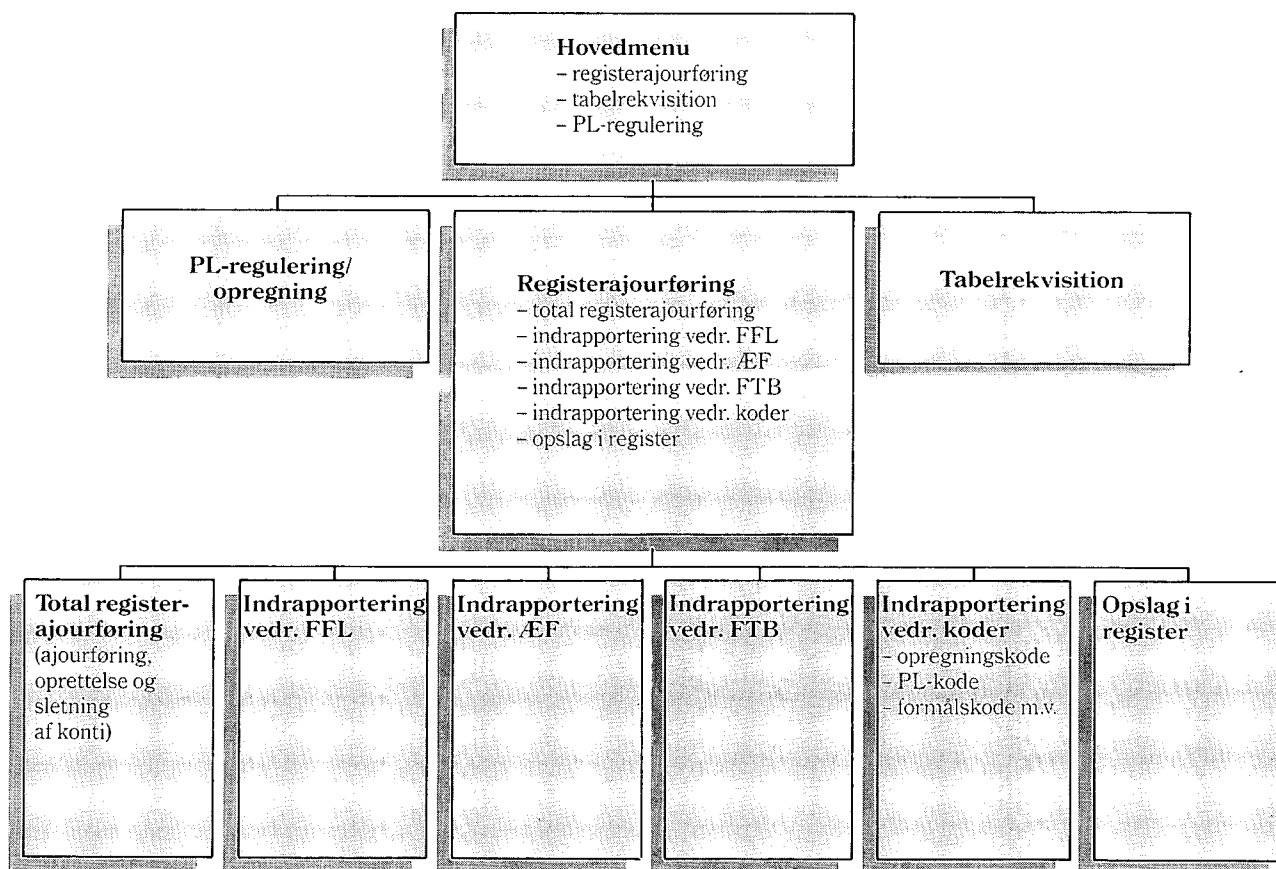 Hovedmenu
– registerajourføring
– tabelrekvisition
– PL-regulering
PL-regulering/
opregning
Registerajourføring
– total registerajourføring
– indrapportering vedr. FFL
– indrapportering vedr. ÆF
– indrapportering vedr. FTB
– indrapportering vedr. koder
– opslag i register
Tabelrekvisition
Total register-
ajourføring
(ajourføring,
oprettelse og
sletning
af konti)
Indrapportering
vedr. FFL
Indrapportering
vedr. ÆF
Indrapportering
vedr. FTB
Indrapportering
vedr. koder
– opregningskode
– PL-kode
– formålskode m.v.
Opslag i
register